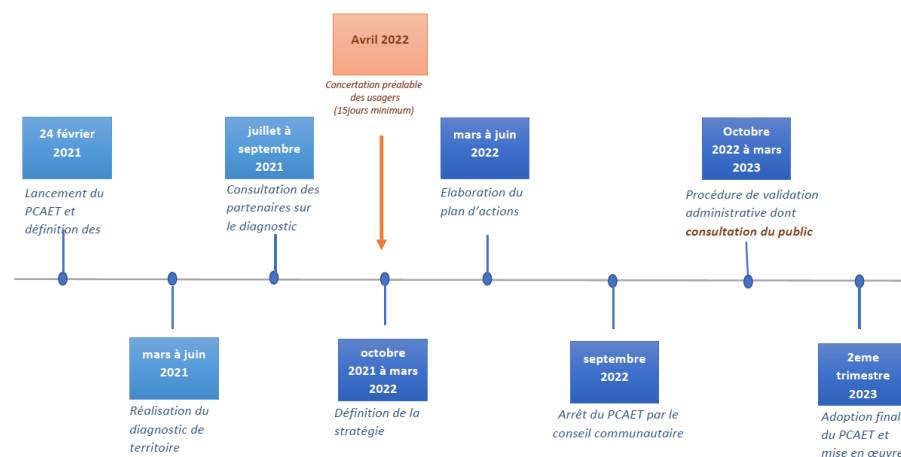 Avril 2022
Concertation préalable
des usagers
(15jours minimum)
24 février
2021
Lancement du
PCAET et
définition des
juillet à
septembre
2021
Consultation des
partenaires sur
le diagnostic
mars à juin
2022
Elaboration du
plan d'actions
Octobre
2022 à mars
2023
Procédure de validation
administrative dont
consultation du public
mars à juin
2021
Réalisation du
diagnostic de
territoire
octobre
2021 à mars
2022
Définition de la
stratégie
septembre
2022
Arrêt du PCAET par le
conseil communautaire
2eme
trimestre
2023
Adoption finale
du PCAET et
mise en œuvre